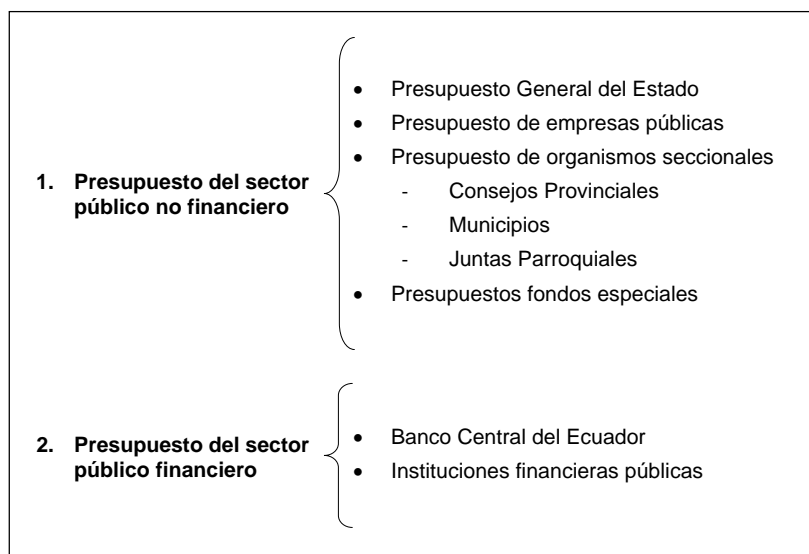 1. Presupuesto del sector
público no financiero
• Presupuesto General del Estado
• Presupuesto de empresas públicas
• Presupuesto de organismos seccionales
- Consejos Provinciales
- Municipios
- Juntas Parroquiales
• Presupuestos fondos especiales
2. Presupuesto del sector
público financiero
• Banco Central del Ecuador
• Instituciones financieras públicas